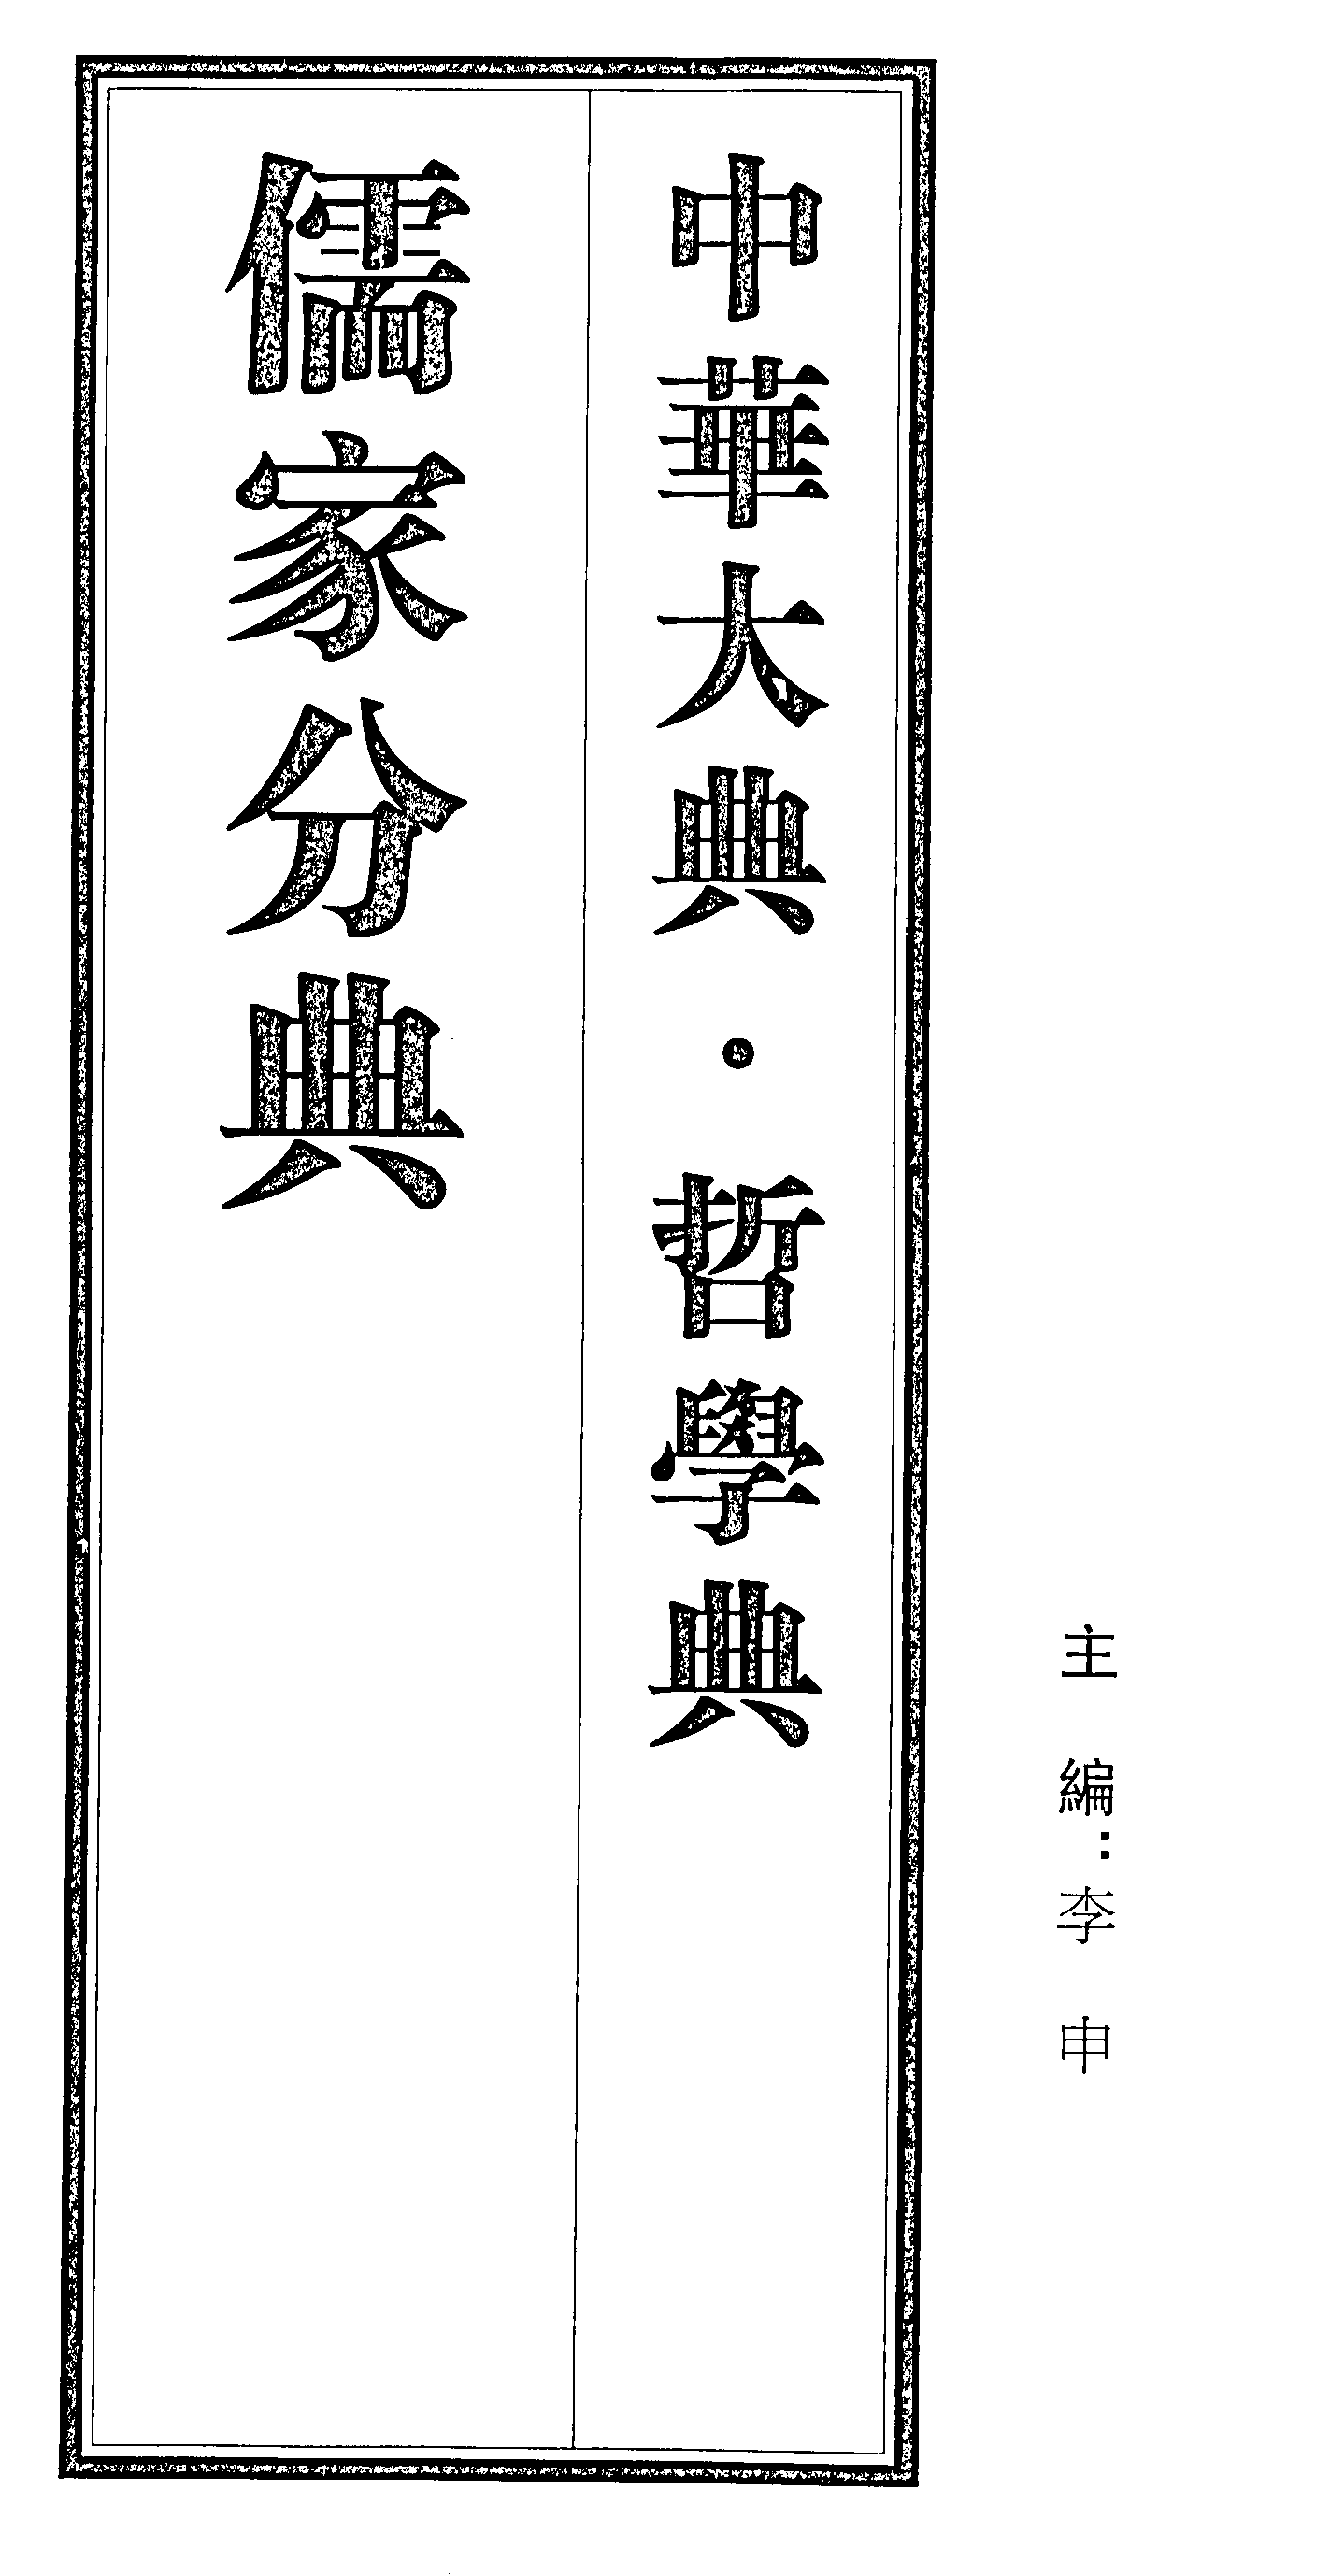 主　編：李　申
中華大典・哲學典
儒家分典